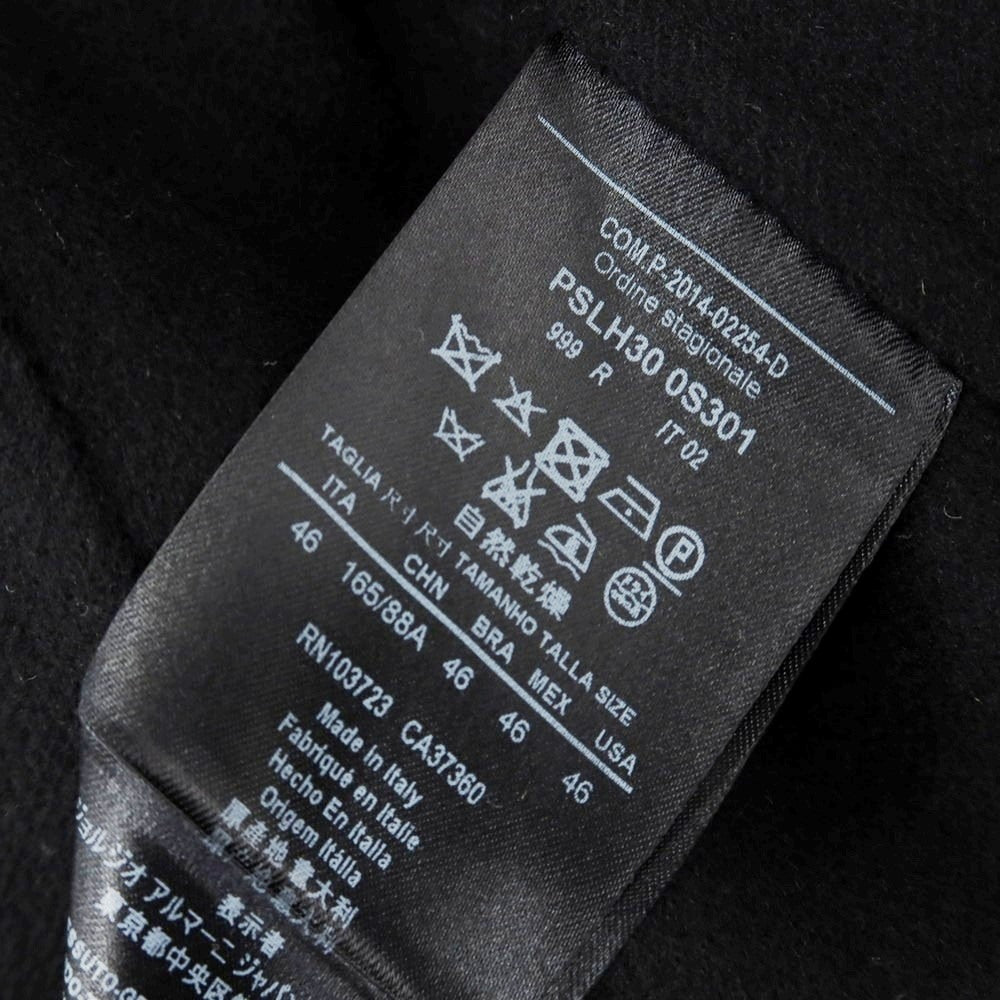 COM.P-2014-02254-D
Ordine stagionale
PSLH30 0S301
999 R IT 02
P
自然乾燥
TAGLIA 尺寸 尺寸 TAMANHO TALLA SIZE
ITA CHN BRA MEX USA
46 165/88A 46 46 46
RN103723 CA37360
Made in Italy
Fabriqué en Italie
Hecho En Italia
Origem Itália
原産地意大利
表示者
ジョルジオ アルマーニ ジャパン
東京都中央区